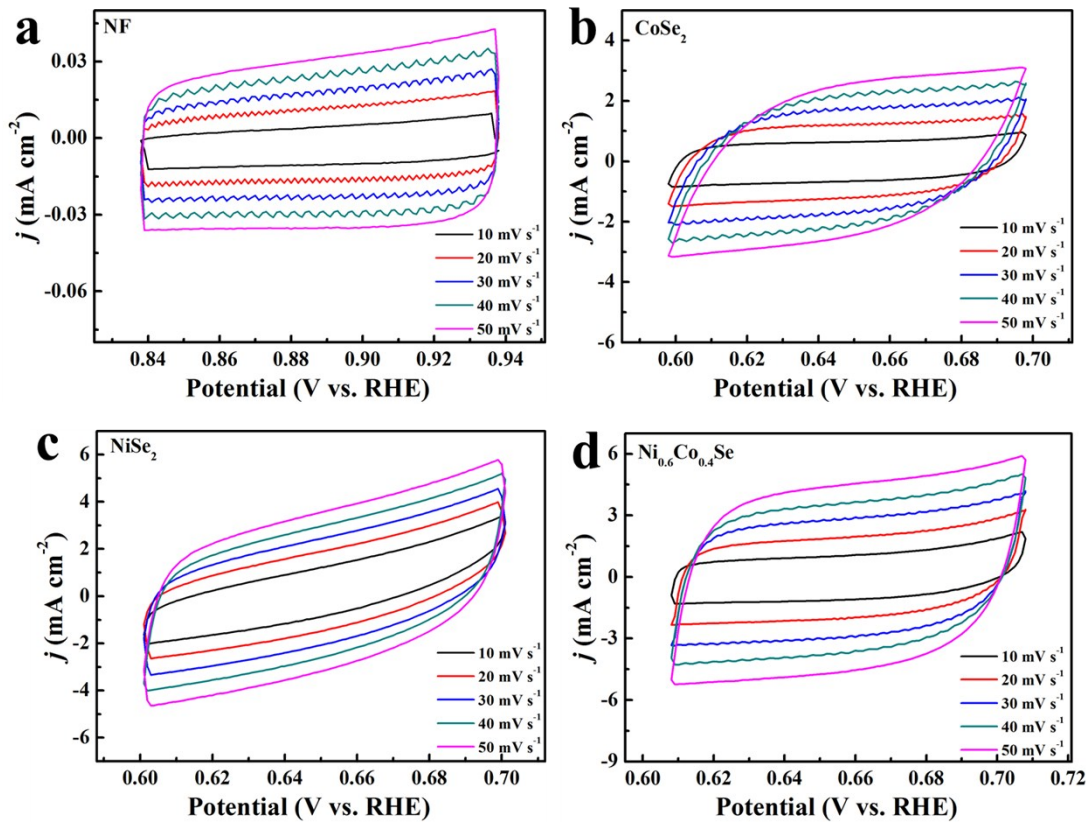 a
NF
0.03
0.00
-0.03
-0.06
j (mA cm⁻²)
10 mV s⁻¹
20 mV s⁻¹
30 mV s⁻¹
40 mV s⁻¹
50 mV s⁻¹
0.84 0.86 0.88 0.90 0.92 0.94
Potential (V vs. RHE)
b
CoSe₂
4
2
0
-2
-4
-6
j (mA cm⁻²)
10 mV s⁻¹
20 mV s⁻¹
30 mV s⁻¹
40 mV s⁻¹
50 mV s⁻¹
0.60 0.62 0.64 0.66 0.68 0.70
Potential (V vs. RHE)
c
NiSe₂
6
4
2
0
-2
-4
-6
j (mA cm⁻²)
10 mV s⁻¹
20 mV s⁻¹
30 mV s⁻¹
40 mV s⁻¹
50 mV s⁻¹
0.60 0.62 0.64 0.66 0.68 0.70
Potential (V vs. RHE)
d
Ni₀.₆Co₀.₄Se
6
3
0
-3
-6
-9
j (mA cm⁻²)
10 mV s⁻¹
20 mV s⁻¹
30 mV s⁻¹
40 mV s⁻¹
50 mV s⁻¹
0.60 0.62 0.64 0.66 0.68 0.70 0.72
Potential (V vs. RHE)